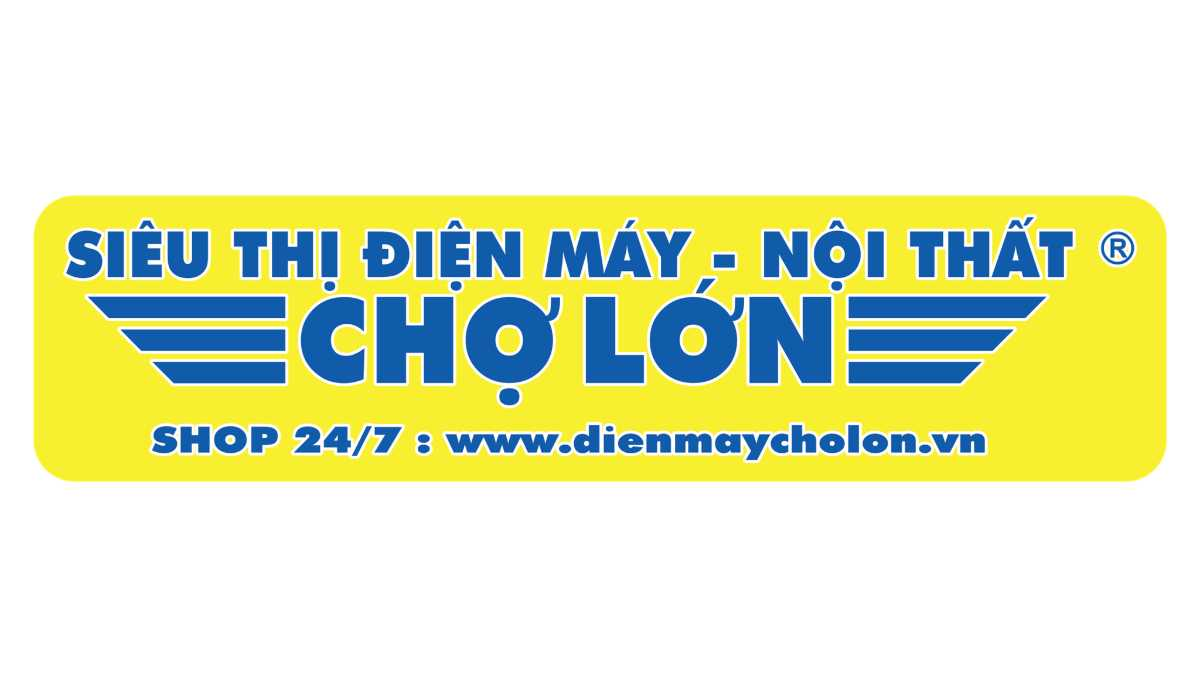 SIÊU THỊ ĐIỆN MÁY - NỘI THẤT ®
CHỢ LỚN
SHOP 24/7 : www.dienmaycholon.vn